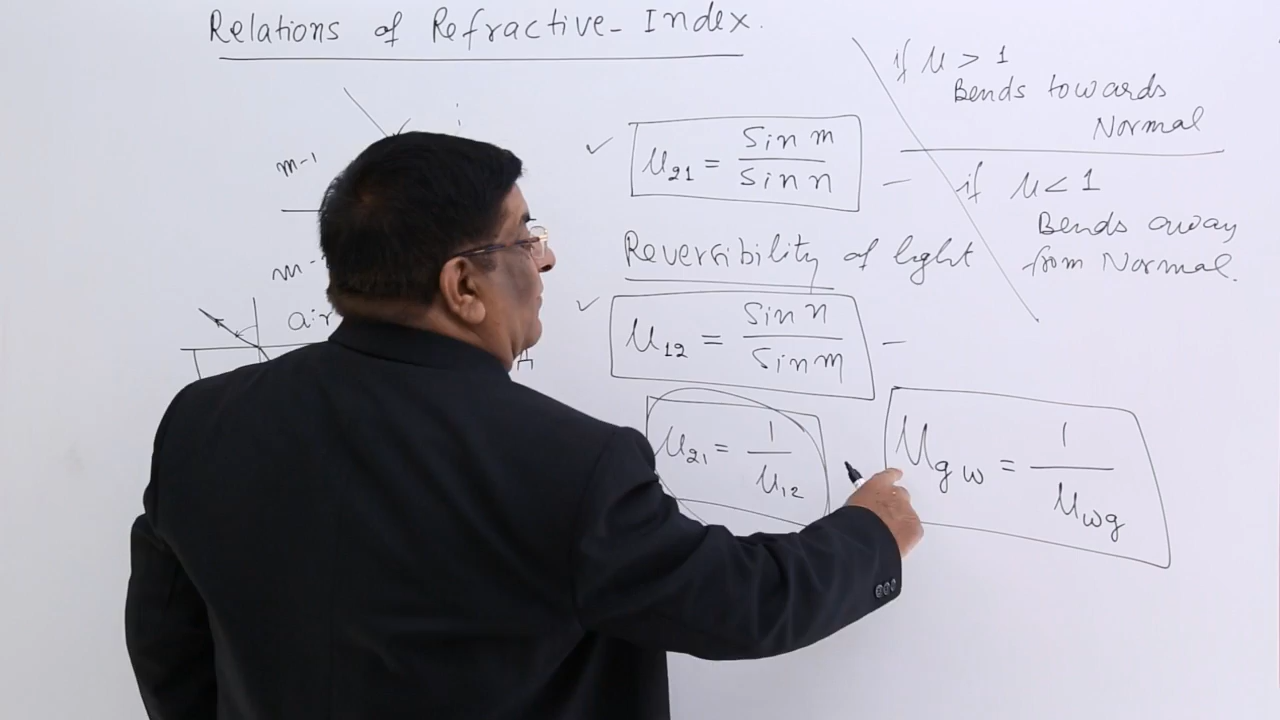 Relations of Refractive-Index.
if μ > 1
Bends towards
Normal
if μ < 1
Bends away
from Normal.
m-1
m-
air
μ₂₁ = sin m / sin n
Reversibility of light
μ₁₂ = sin n / sin m
μ₂₁ = 1 / μ₁₂
μgw = 1 / μwg